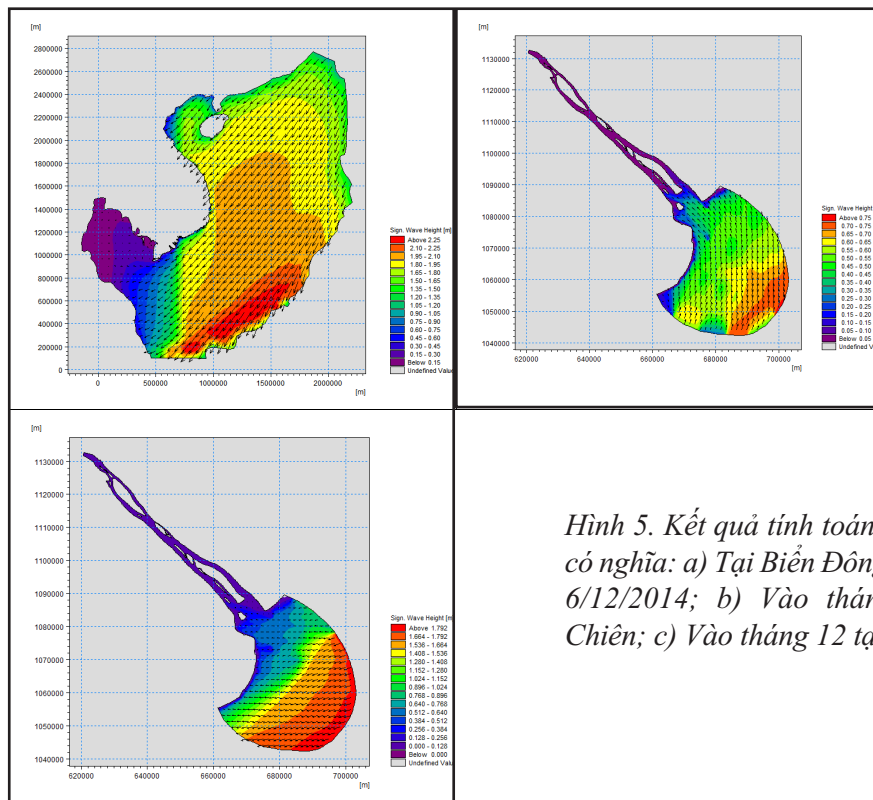 [m]
2800000
2600000
2400000
2200000
2000000
1800000
1600000
1400000
1200000
1000000
800000
600000
400000
200000
0
0 500000 1000000 1500000 2000000
[m]
Sign. Wave Height [m]
Above 2.25
2.10 - 2.25
1.95 - 2.10
1.80 - 1.95
1.65 - 1.80
1.50 - 1.65
1.35 - 1.50
1.20 - 1.35
1.05 - 1.20
0.90 - 1.05
0.75 - 0.90
0.60 - 0.75
0.45 - 0.60
0.30 - 0.45
0.15 - 0.30
Below 0.15
Undefined Value
[m]
1130000
1120000
1110000
1100000
1090000
1080000
1070000
1060000
1050000
1040000
620000 640000 660000 680000 700000
[m]
Sign. Wave Height
Above 0.75
0.70 - 0.75
0.65 - 0.70
0.60 - 0.65
0.55 - 0.60
0.50 - 0.55
0.45 - 0.50
0.40 - 0.45
0.35 - 0.40
0.30 - 0.35
0.25 - 0.30
0.20 - 0.25
0.15 - 0.20
0.10 - 0.15
0.05 - 0.10
Below 0.05
Undefined Val
[m]
1130000
1120000
1110000
1100000
1090000
1080000
1070000
1060000
1050000
1040000
620000 640000 660000 680000 700000
[m]
Sign. Wave Height [m
Above 1.792
1.664 - 1.792
1.536 - 1.664
1.408 - 1.536
1.280 - 1.408
1.152 - 1.280
1.024 - 1.152
0.896 - 1.024
0.768 - 0.896
0.640 - 0.768
0.512 - 0.640
0.384 - 0.512
0.256 - 0.384
0.128 - 0.256
0.000 - 0.128
Below 0.000
Undefined Value
Hình 5. Kết quả tính toán
có nghĩa: a) Tại Biển Đông
6/12/2014; b) Vào thán
Chiên; c) Vào tháng 12 tạ